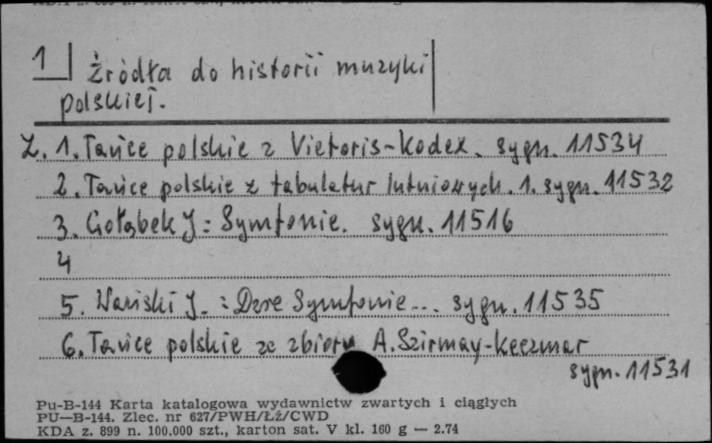 1 Źródła do historii muzyki
polskiej.
Z. 1. Tańce polskie z Vietoris-Kodex. sygn. 11534
2. Tańce polskie z tabulatur lutniowych. 1. sygn. 11532
3. Gołąbek J: Symfonie. sygn. 11516
4
5. Wański J. : Dwie Symfonie... sygn. 11535
6. Tańce polskie ze zbioru A. Szirmay-Keczmar
sygn. 11531
Pu-B-144 Karta katalogowa wydawnictw zwartych i ciągłych
PU—B-144. Zlec. nr 627/PWH/Łź/CWD
KDA z. 899 n. 100.000 szt., karton sat. V kl. 160 g — 2.74